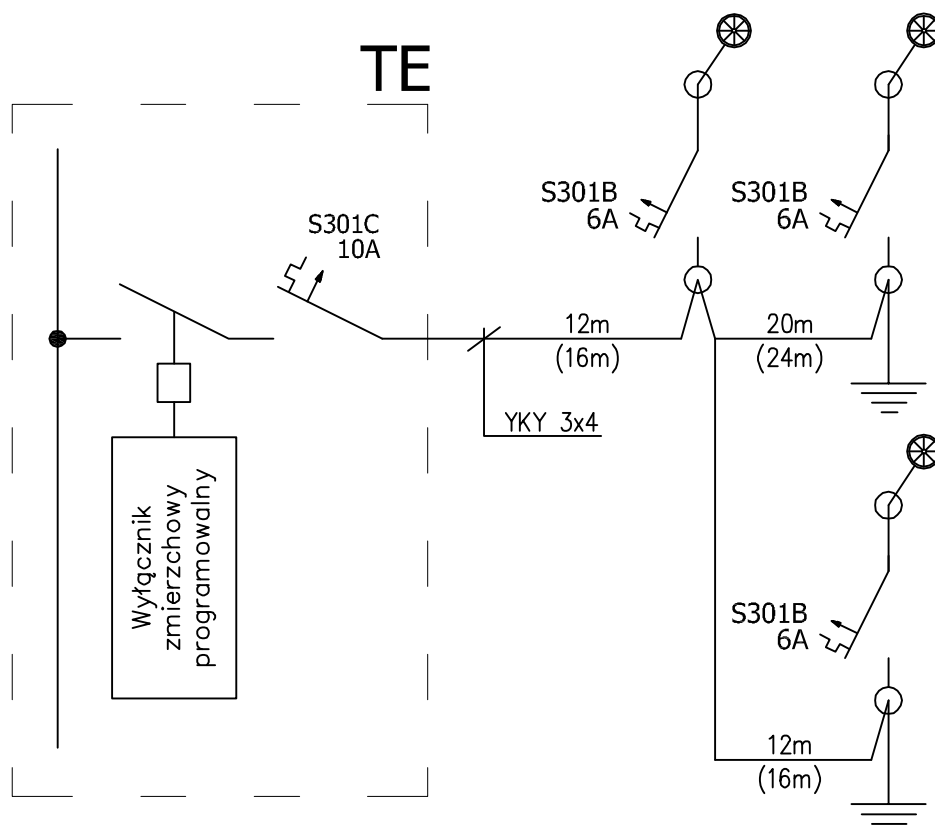 TE
S301C
10A
S301B
6A
S301B
6A
12m
(16m)
20m
(24m)
YKY 3x4
Wyłącznik
zmierzchowy
programowalny
S301B
6A
12m
(16m)